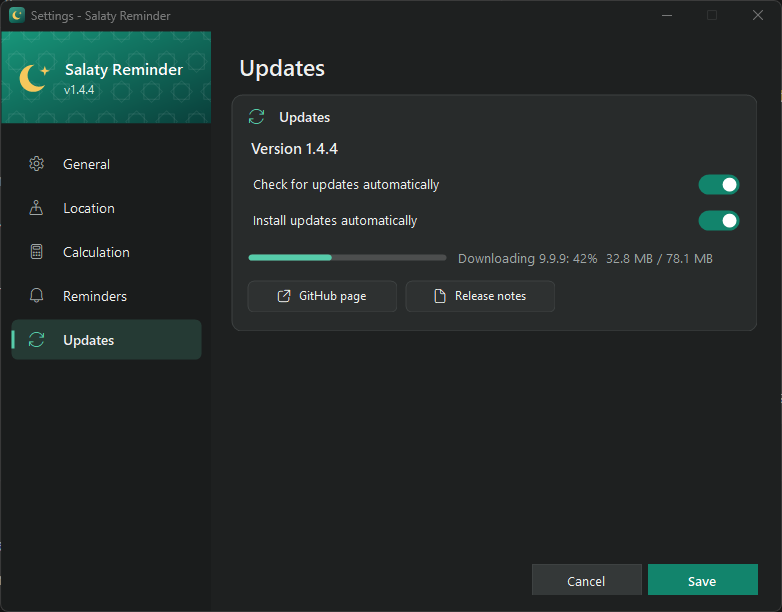 Settings - Salaty Reminder
Salaty Reminder
v1.4.4
General
Location
Calculation
Reminders
Updates
Updates
Updates
Version 1.4.4
Check for updates automatically
Install updates automatically
Downloading 9.9.9: 42%  32.8 MB / 78.1 MB
GitHub page
Release notes
Cancel
Save